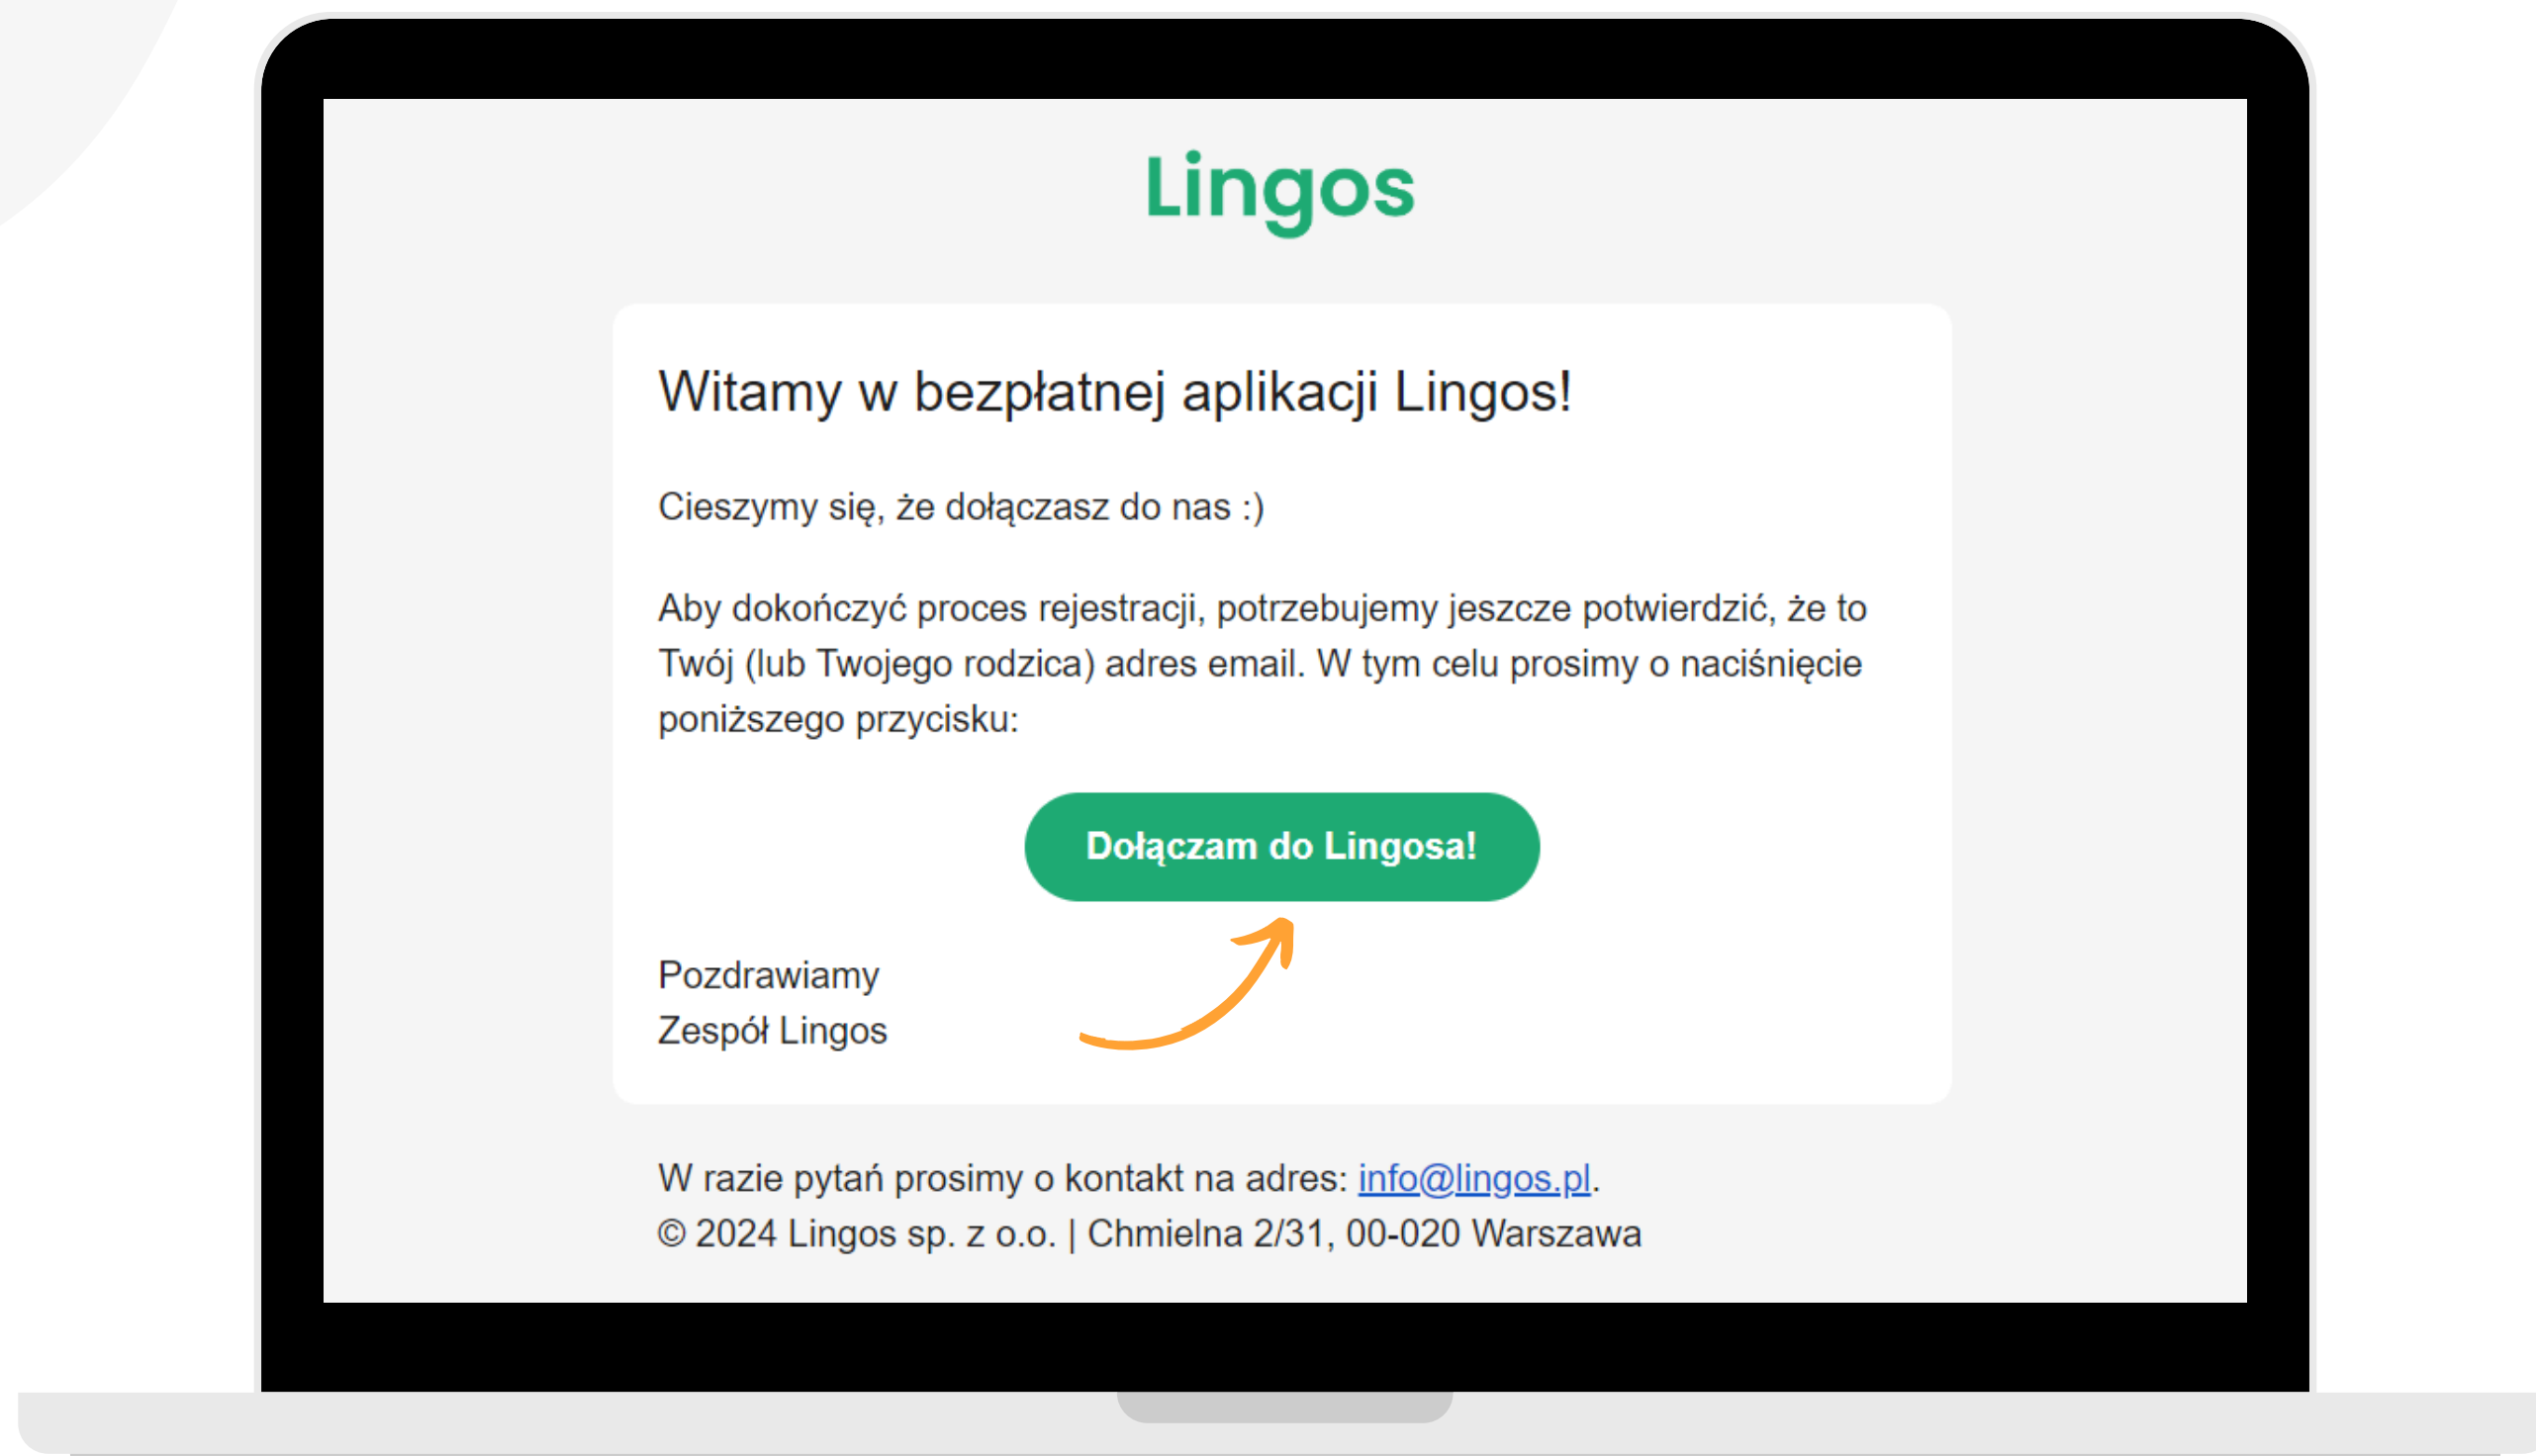 Lingos
Witamy w bezpłatnej aplikacji Lingos!
Cieszymy się, że dołączasz do nas :)
Aby dokończyć proces rejestracji, potrzebujemy jeszcze potwierdzić, że to
Twój (lub Twojego rodzica) adres email. W tym celu prosimy o naciśnięcie
poniższego przycisku:
Dołączam do Lingosa!
Pozdrawiamy
Zespół Lingos
W razie pytań prosimy o kontakt na adres: info@lingos.pl.
© 2024 Lingos sp. z o.o. | Chmielna 2/31, 00-020 Warszawa